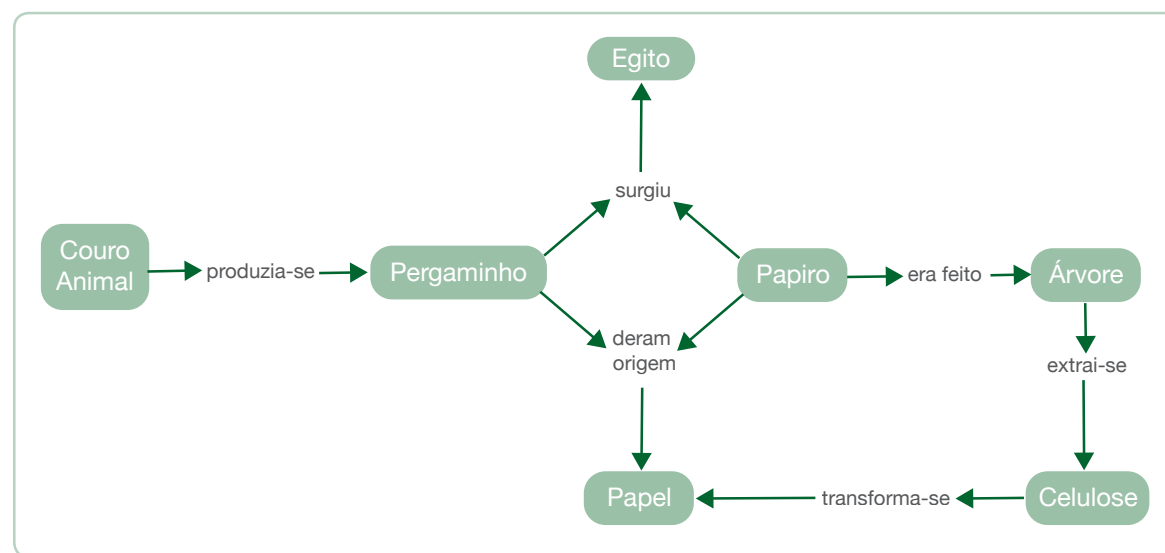 Egito
surgiu
Couro
Animal
produzia-se
Pergaminho
Papiro
era feito
Árvore
deram
origem
extrai-se
Papel
transforma-se
Celulose